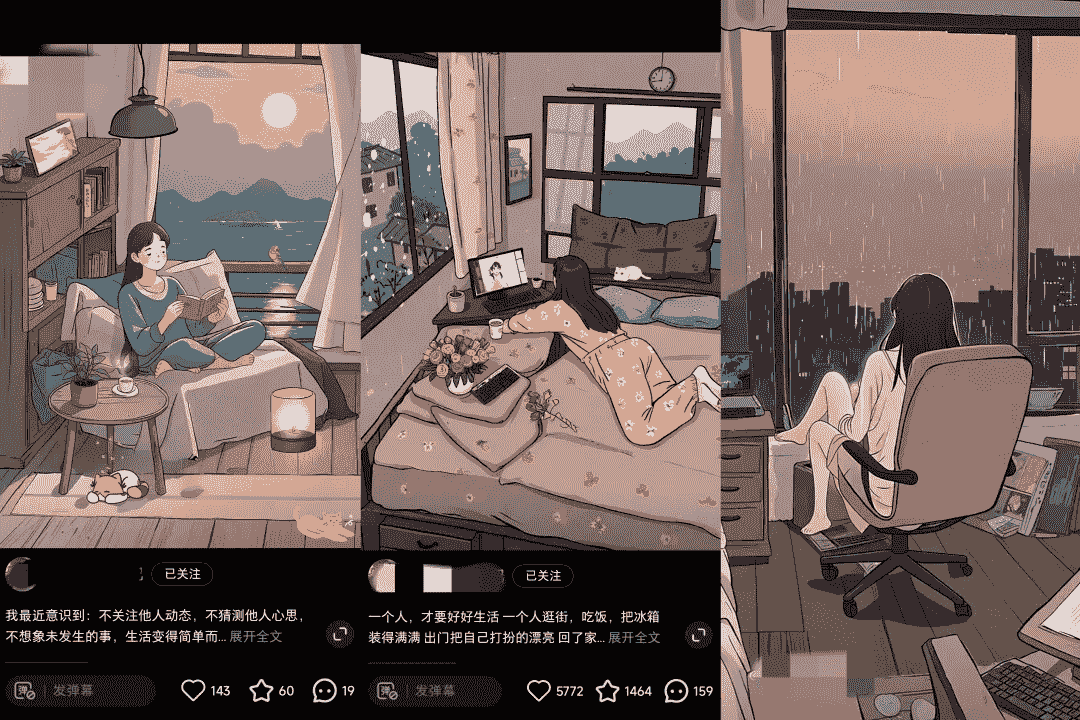 已关注
我最近意识到：不关注他人动态，不猜测他人心思，
不想象未发生的事，生活变得简单而... 展开全文
弹 发弹幕
143
60
19
已关注
一个人，才要好好生活 一个人逛街，吃饭，把冰箱
装得满满 出门把自己打扮的漂亮 回了家... 展开全文
弹 发弹幕
5772
1464
159